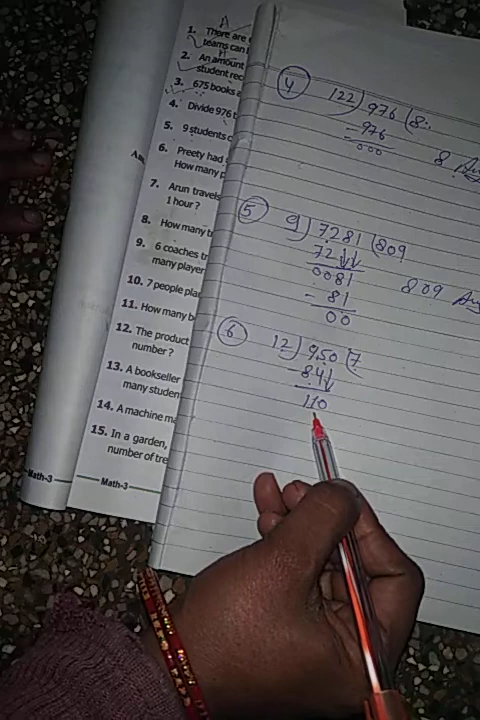 A
1. There are
teams can
H
2. An amount
student rec
3. 675 books a
4. Divide 976
5. 9 students
6. Preety had
How many
7. Arun travels
1 hour ?
8. How many
9. 6 coaches
many player
10. 7 people pla
11. How many
12. The product
number ?
13. A bookseller
many studen
14. A machine
15. In a garden,
number of tre
Math-3
Math-3
4 122 ) 976 ( 8
- 976
000
8 Ans
5 9 ) 7281 ( 809
72↓↓
0081
809 Ans
- 81
00
6 12 ) 950 ( 7
- 84↓
110